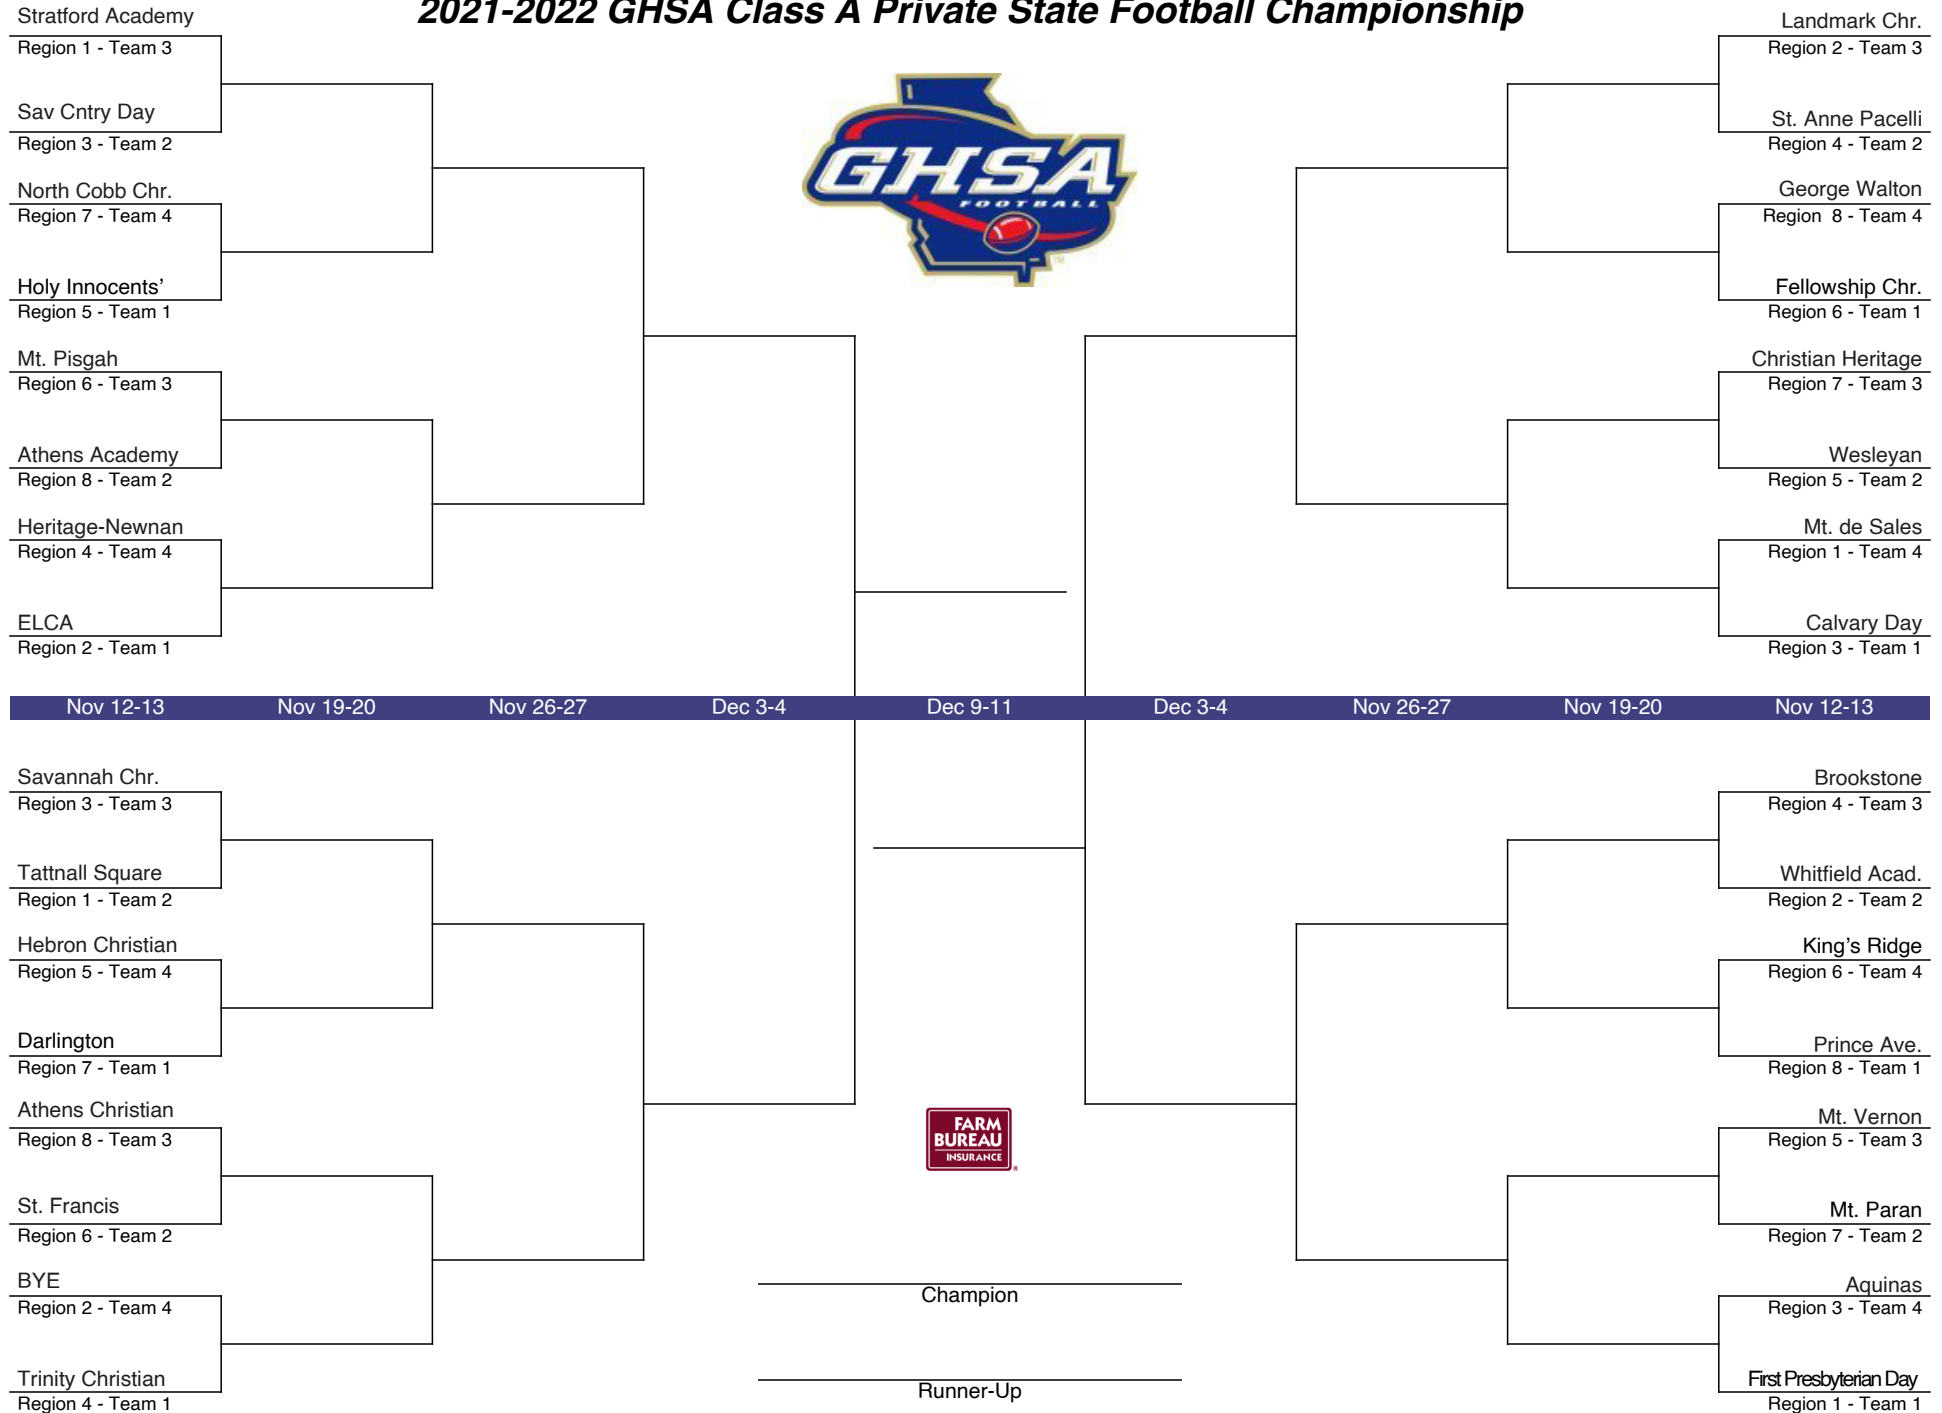 2021-2022 GHSA Class A Private State Football Championship
Stratford Academy
Region 1 - Team 3
Sav Cntry Day
Region 3 - Team 2
North Cobb Chr.
Region 7 - Team 4
Holy Innocents’
Region 5 - Team 1
Mt. Pisgah
Region 6 - Team 3
Athens Academy
Region 8 - Team 2
Heritage-Newnan
Region 4 - Team 4
ELCA
Region 2 - Team 1
GHSA
FOOTBALL
TM
Landmark Chr.
Region 2 - Team 3
St. Anne Pacelli
Region 4 - Team 2
George Walton
Region 8 - Team 4
Fellowship Chr.
Region 6 - Team 1
Christian Heritage
Region 7 - Team 3
Wesleyan
Region 5 - Team 2
Mt. de Sales
Region 1 - Team 4
Calvary Day
Region 3 - Team 1
Nov 12-13 Nov 19-20 Nov 26-27 Dec 3-4 Dec 9-11 Dec 3-4 Nov 26-27 Nov 19-20 Nov 12-13
Savannah Chr.
Region 3 - Team 3
Tattnall Square
Region 1 - Team 2
Hebron Christian
Region 5 - Team 4
Darlington
Region 7 - Team 1
Athens Christian
Region 8 - Team 3
St. Francis
Region 6 - Team 2
BYE
Region 2 - Team 4
Trinity Christian
Region 4 - Team 1
FARM
BUREAU
INSURANCE
®
Champion
Runner-Up
Brookstone
Region 4 - Team 3
Whitfield Acad.
Region 2 - Team 2
King’s Ridge
Region 6 - Team 4
Prince Ave.
Region 8 - Team 1
Mt. Vernon
Region 5 - Team 3
Mt. Paran
Region 7 - Team 2
Aquinas
Region 3 - Team 4
First Presbyterian Day
Region 1 - Team 1